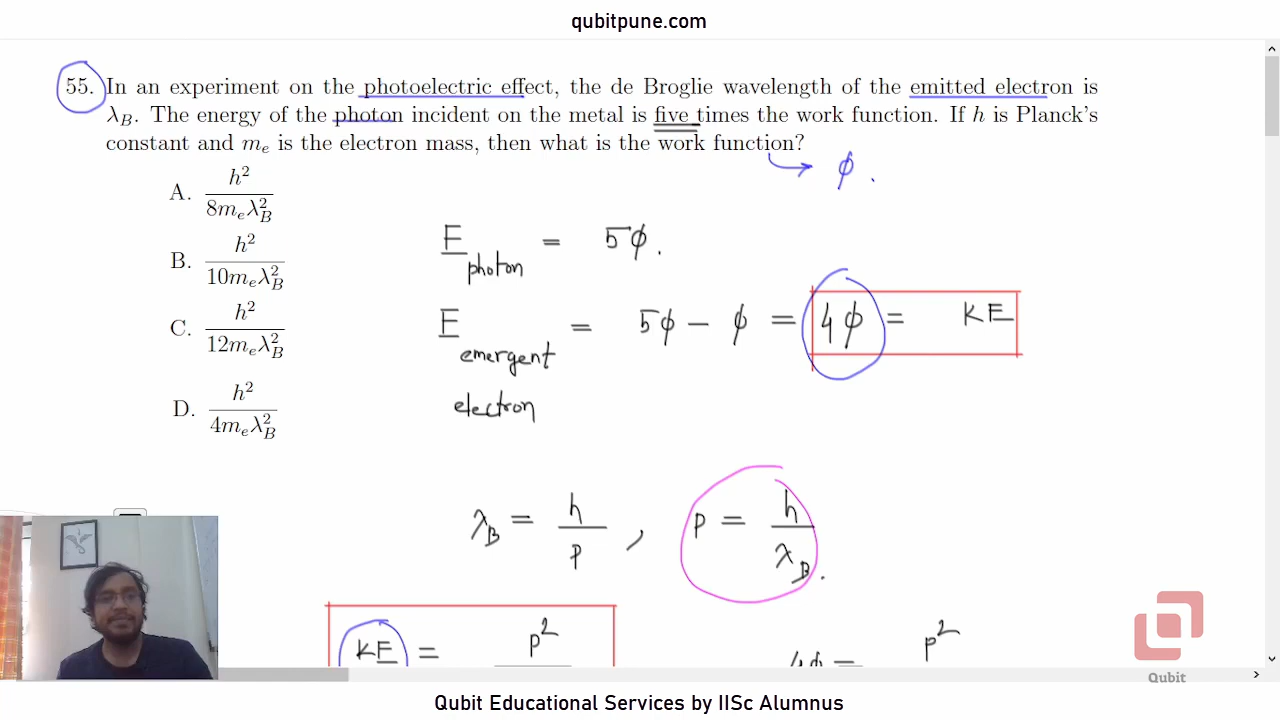 qubitpune.com
55. In an experiment on the photoelectric effect, the de Broglie wavelength of the emitted electron is
λ_B. The energy of the photon incident on the metal is five times the work function. If h is Planck's
constant and m_e is the electron mass, then what is the work function?
→ ϕ.
A. h²/(8m_eλ_B²)
B. h²/(10m_eλ_B²)
C. h²/(12m_eλ_B²)
D. h²/(4m_eλ_B²)
E photon = 5ϕ.
E emergent electron = 5ϕ − ϕ = 4ϕ = KE
λ_B = h/p , p = h/λ_B.
KE = p²
4ϕ = p²
Qubit
Qubit Educational Services by IISc Alumnus